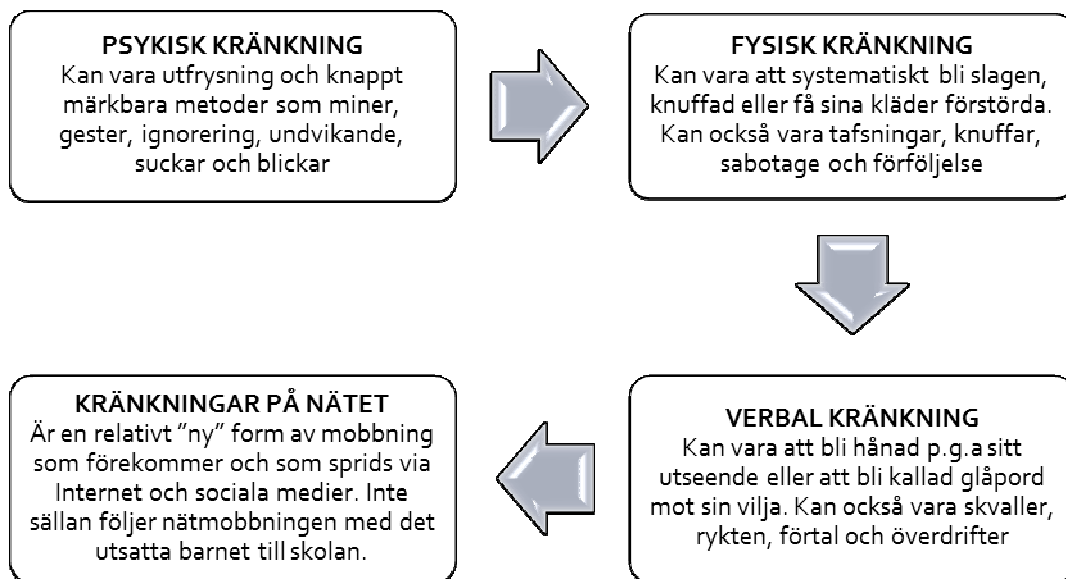 PSYKISK KRÄNKNING
Kan vara utfrysning och knappt
märkbara metoder som miner,
gester, ignorering, undvikande,
suckar och blickar
FYSISK KRÄNKNING
Kan vara att systematiskt bli slagen,
knuffad eller få sina kläder förstörda.
Kan också vara tafsningar, knuffar,
sabotage och förföljelse
VERBAL KRÄNKNING
Kan vara att bli hånad p.g.a sitt
utseende eller att bli kallad glåpord
mot sin vilja. Kan också vara skvaller,
rykten, förtal och överdrifter
KRÄNKNINGAR PÅ NÄTET
Är en relativt ”ny” form av mobbning
som förekommer och som sprids via
Internet och sociala medier. Inte
sällan följer nätmobbningen med det
utsatta barnet till skolan.